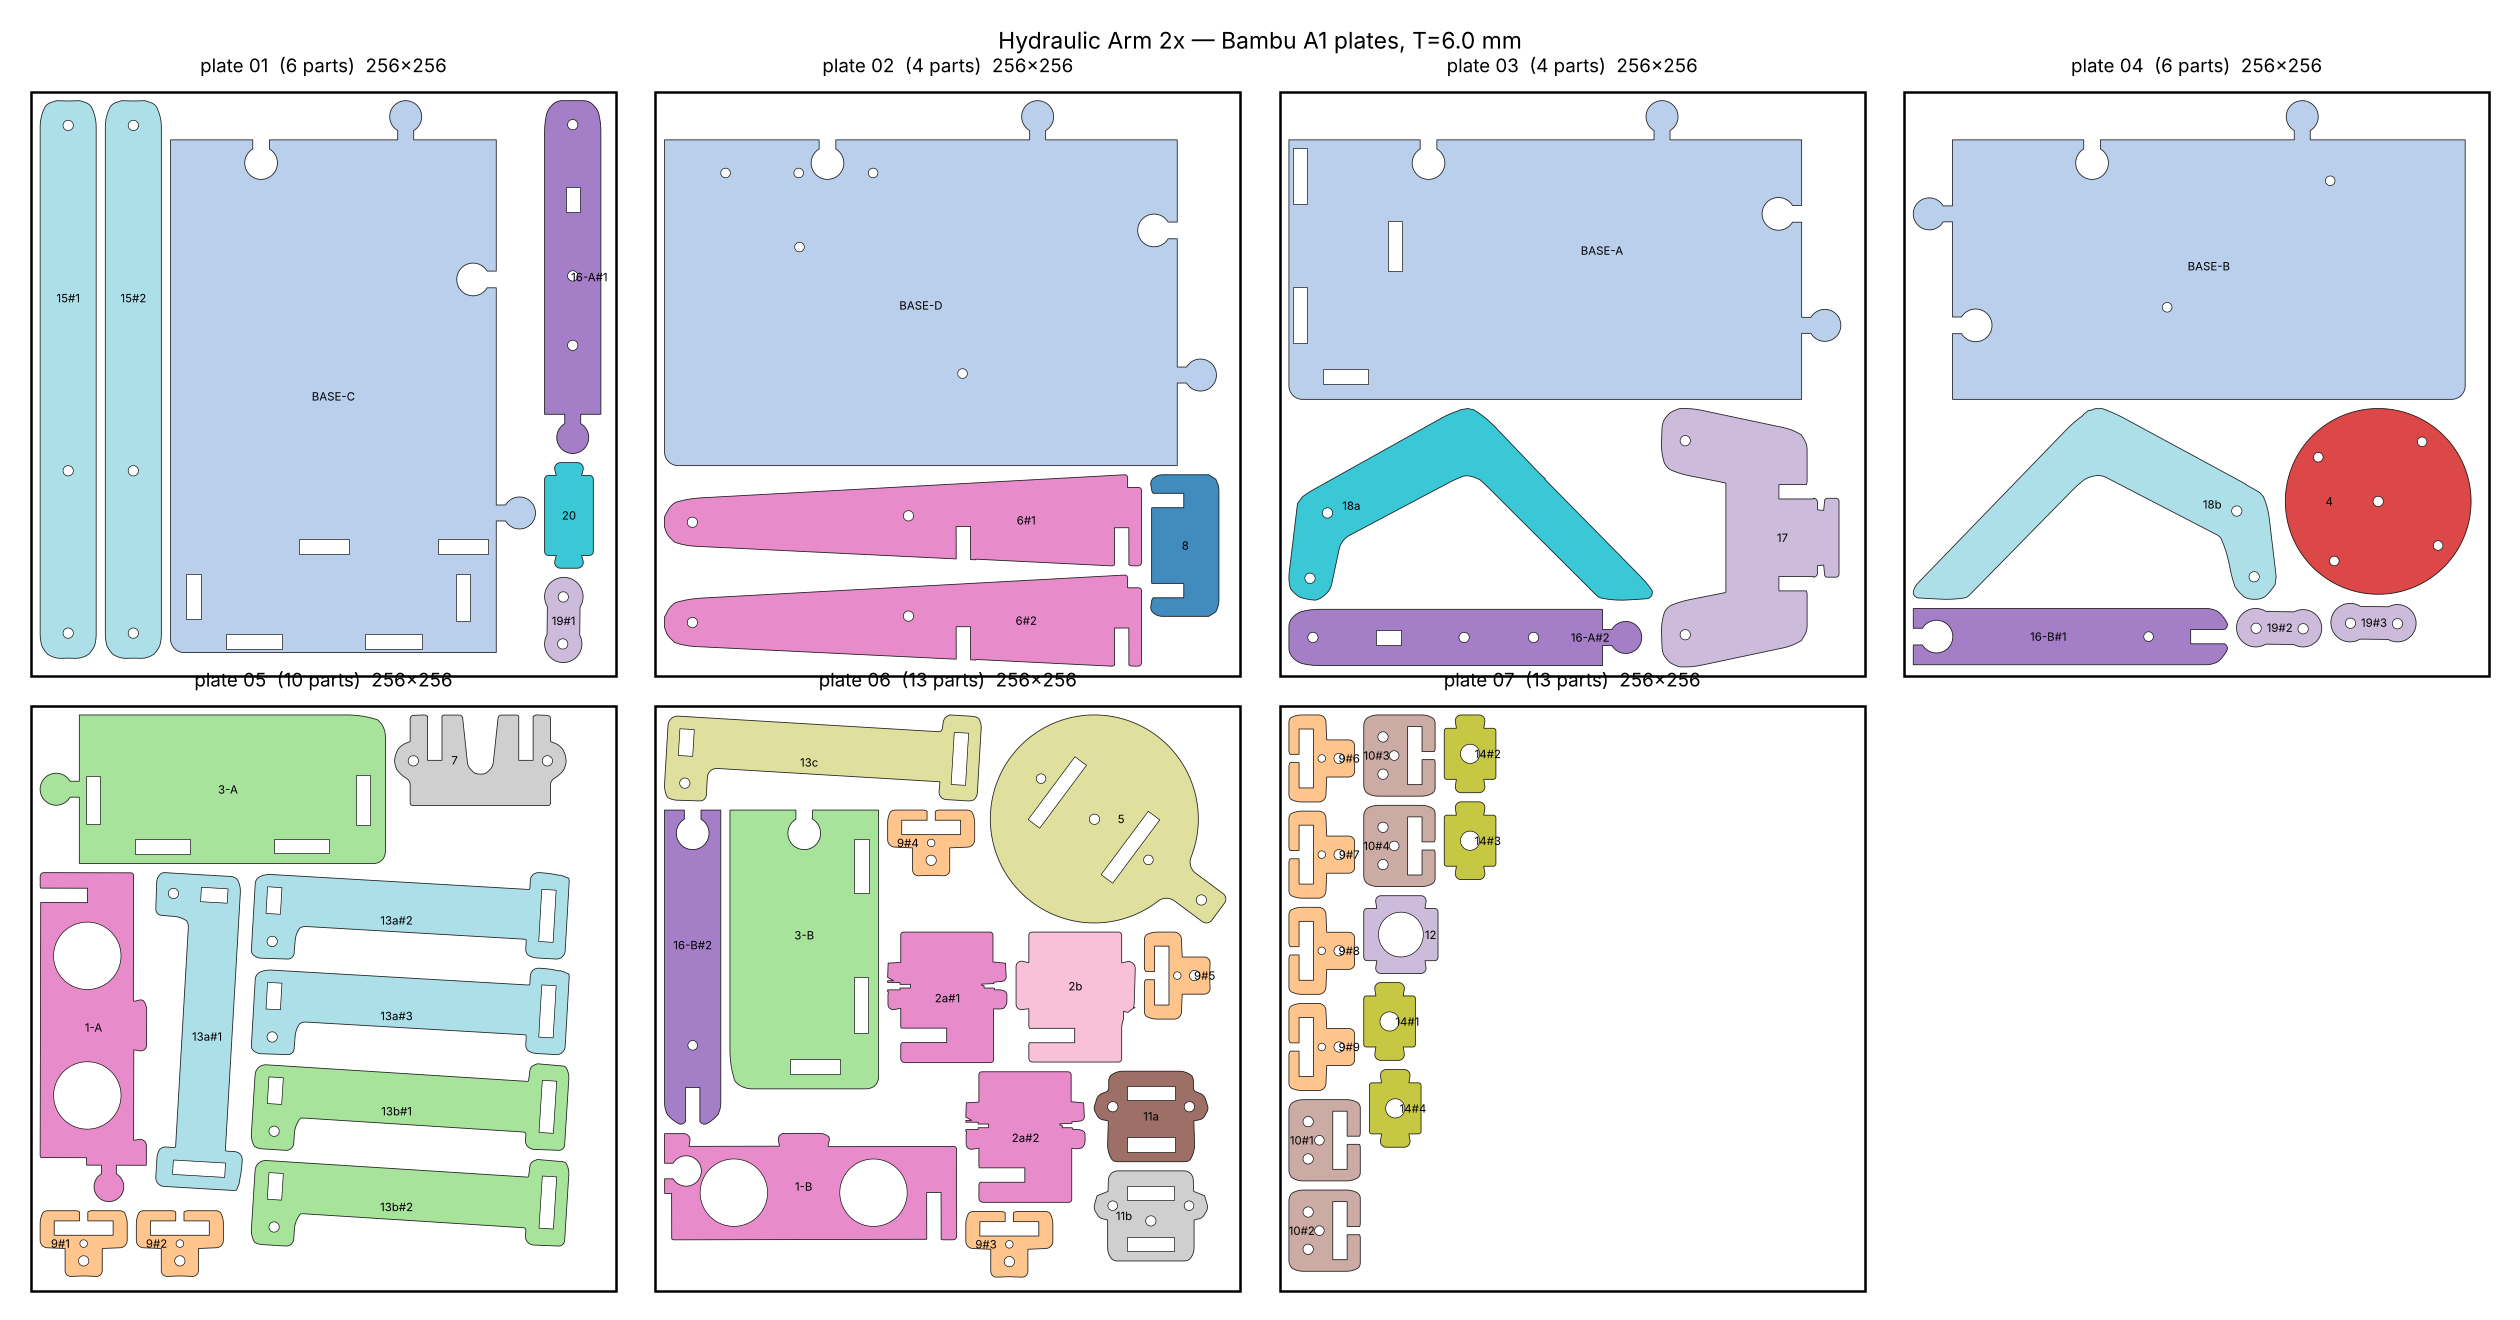 Hydraulic Arm 2x — Bambu A1 plates, T=6.0 mm
plate 01 (6 parts) 256×256
15#1
15#2
BASE-C
16-A#1
20
19#1
plate 02 (4 parts) 256×256
BASE-D
6#1
6#2
8
plate 03 (4 parts) 256×256
BASE-A
18a
17
16-A#2
plate 04 (6 parts) 256×256
BASE-B
18b
4
16-B#1
19#2
19#3
plate 05 (10 parts) 256×256
3-A
7
1-A
13a#1
13a#2
13a#3
13b#1
13b#2
9#1
9#2
plate 06 (13 parts) 256×256
13c
5
9#4
16-B#2
3-B
2a#1
2b
9#5
11a
2a#2
1-B
11b
9#3
plate 07 (13 parts) 256×256
9#6
10#3
14#2
9#7
10#4
14#3
9#8
12
9#9
14#1
10#1
14#4
10#2